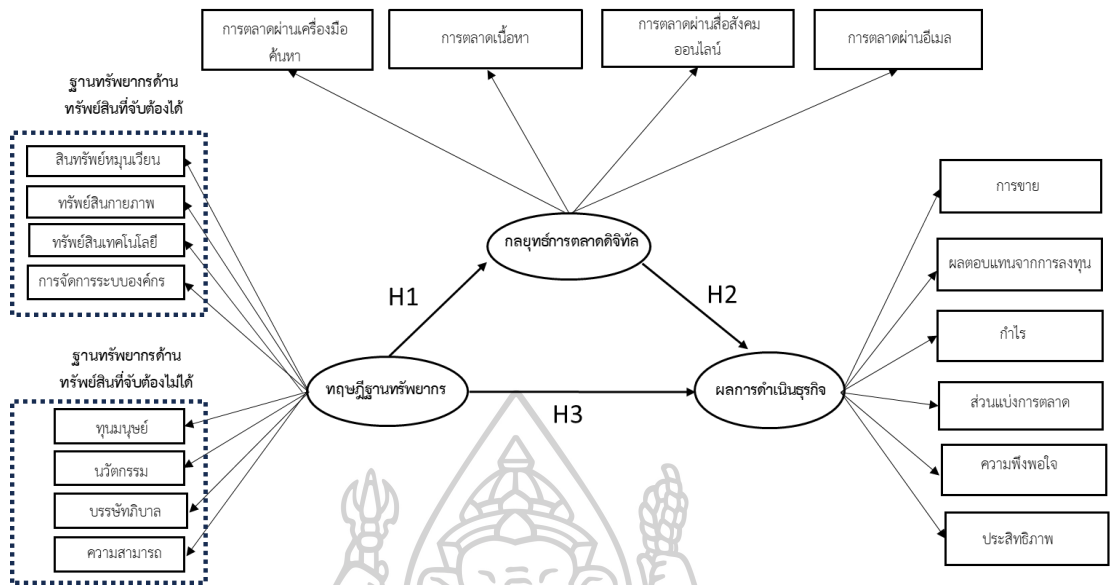 การตลาดผ่านเครื่องมือ
ค้นหา
การตลาดเนื้อหา
การตลาดผ่านสื่อสังคม
ออนไลน์
การตลาดผ่านอีเมล
ฐานทรัพยากรด้าน
ทรัพย์สินที่จับต้องได้
สินทรัพย์หมุนเวียน
ทรัพย์สินกายภาพ
ทรัพย์สินเทคโนโลยี
การจัดการระบบองค์กร
ฐานทรัพยากรด้าน
ทรัพย์สินที่จับต้องไม่ได้
ทุนมนุษย์
นวัตกรรม
บรรษัทภิบาล
ความสามารถ
กลยุทธ์การตลาดดิจิทัล
H1
H2
ทฤษฎีฐานทรัพยากร
H3
ผลการดำเนินธุรกิจ
การขาย
ผลตอบแทนจากการลงทุน
กำไร
ส่วนแบ่งการตลาด
ความพึงพอใจ
ประสิทธิภาพ